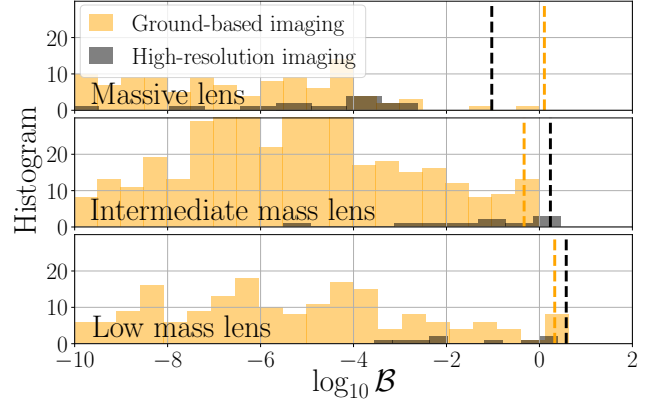 Ground-based imaging
High-resolution imaging
30
20
10
0
Massive lens
20
10
0
Intermediate mass lens
20
10
0
Low mass lens
Histogram
−10 −8 −6 −4 −2 0 2
log₁₀ ℬ